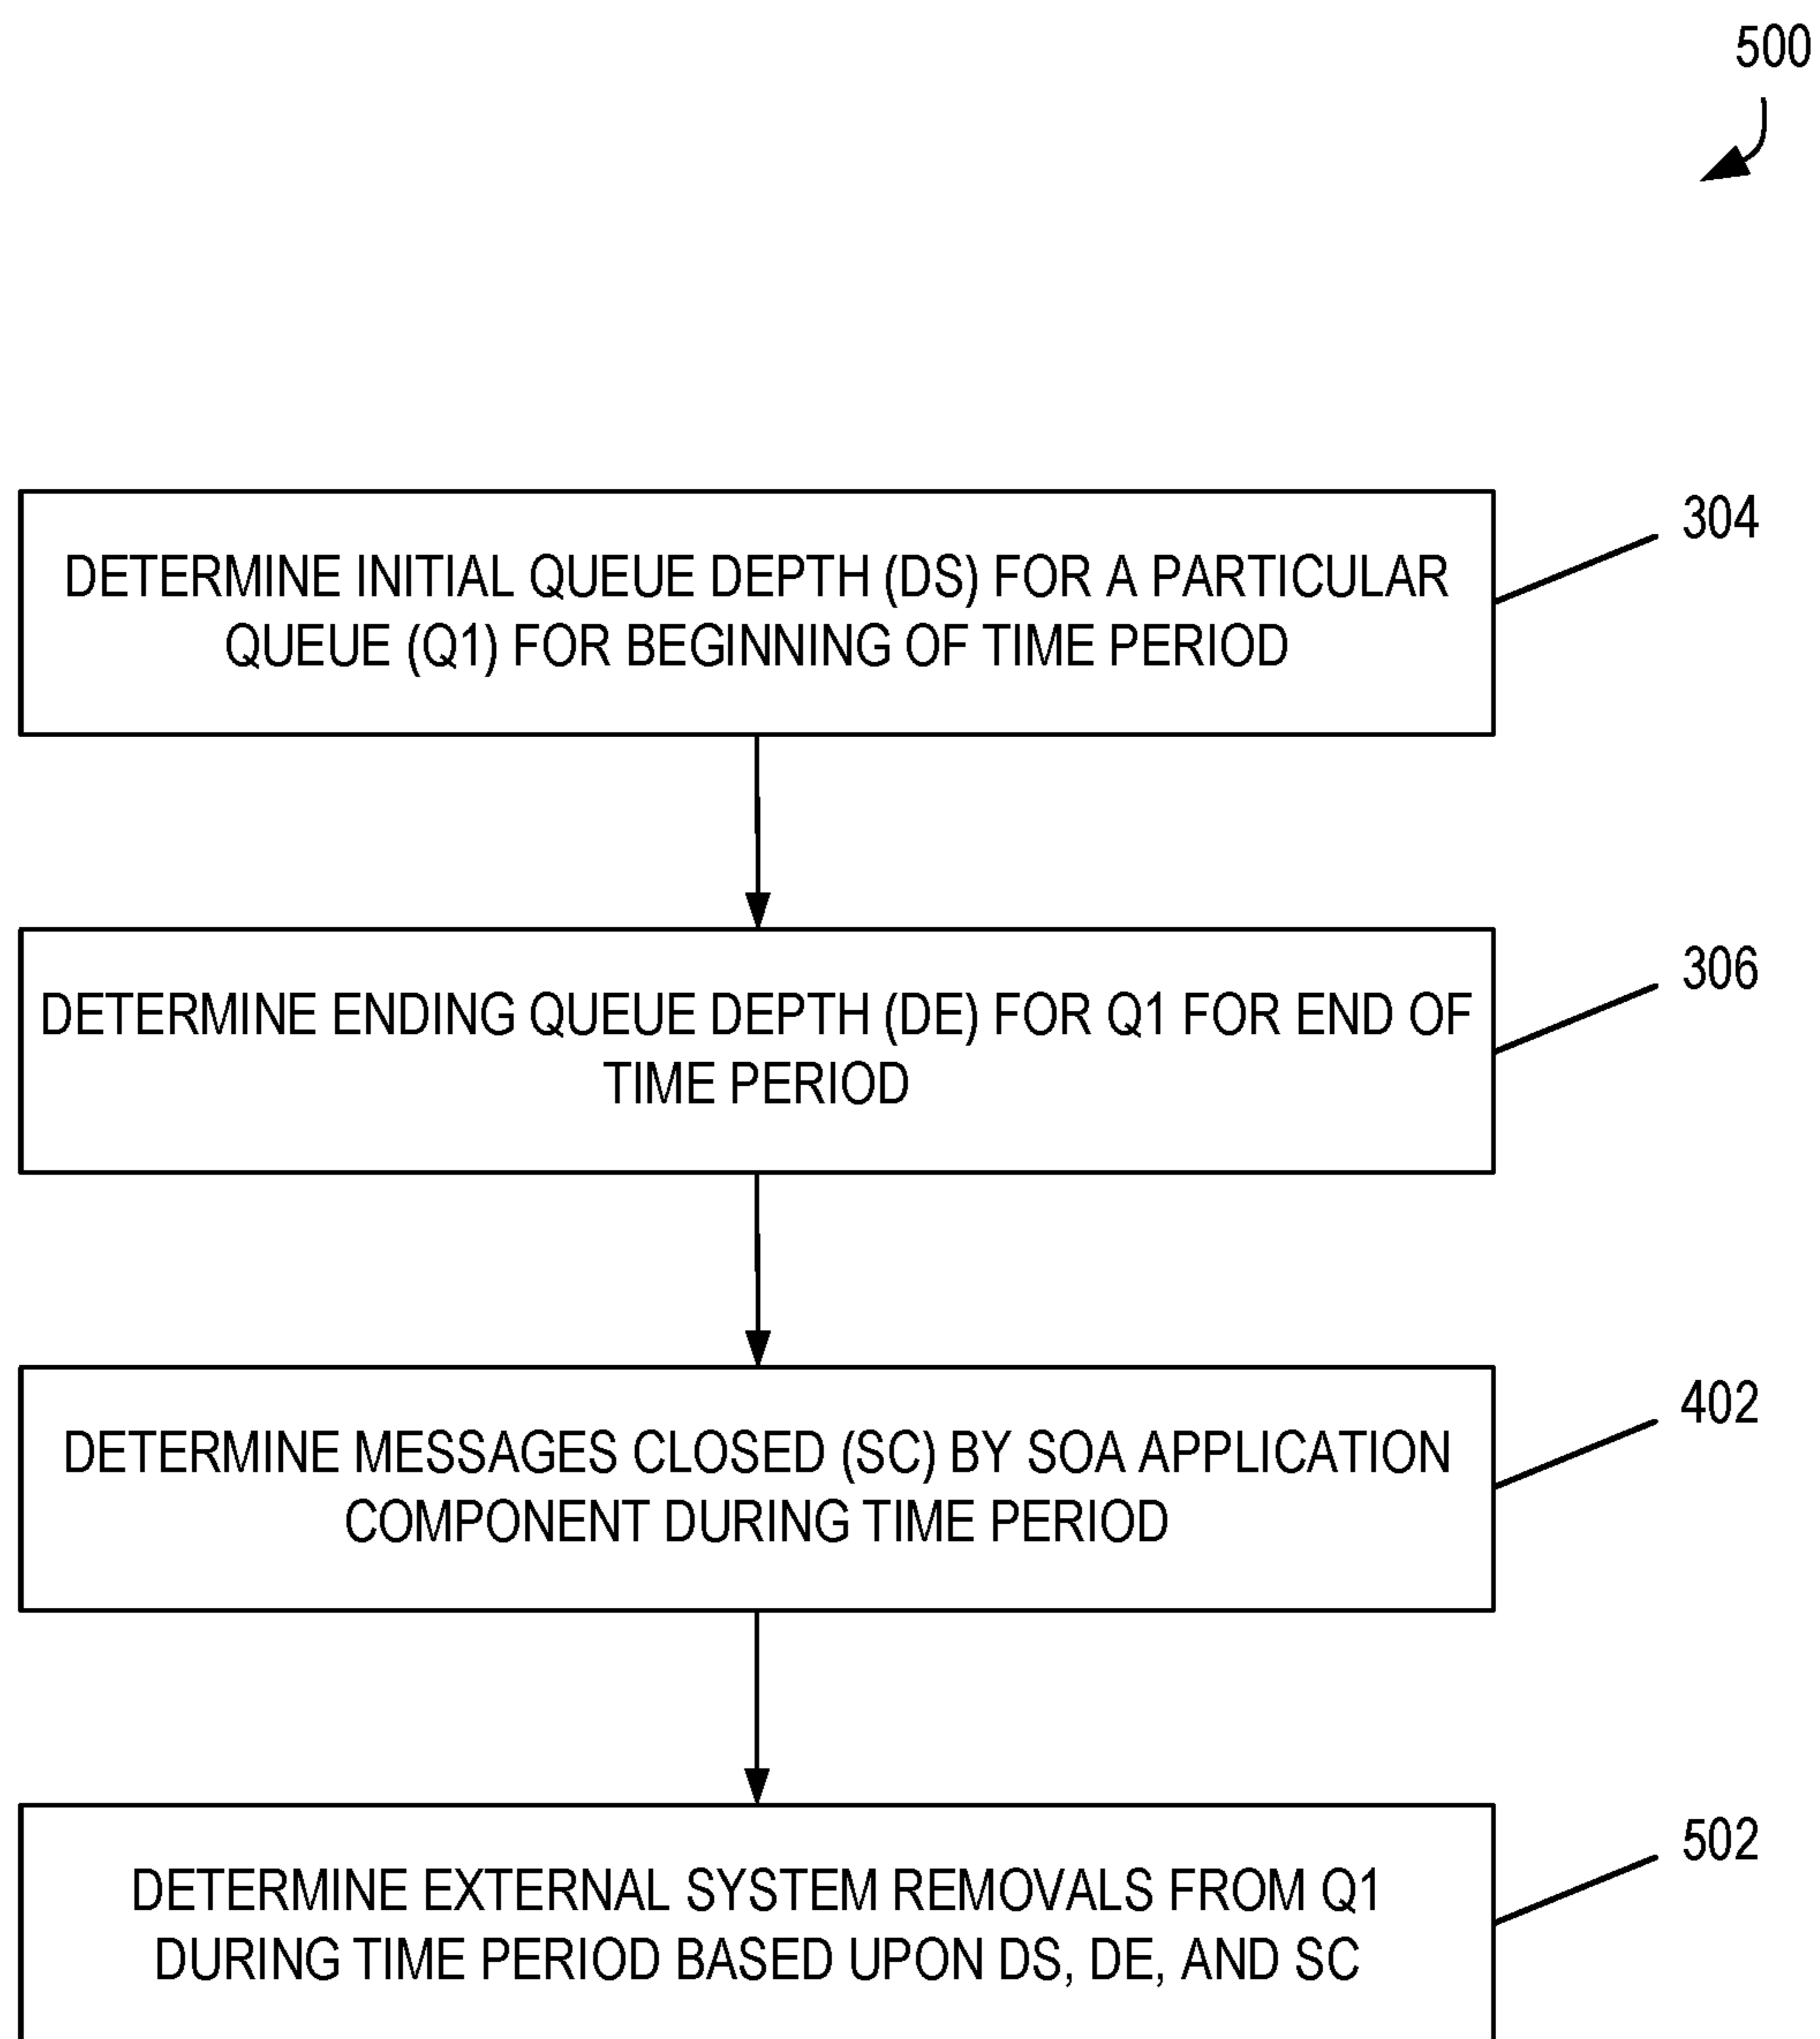 500
DETERMINE INITIAL QUEUE DEPTH (DS) FOR A PARTICULAR
QUEUE (Q1) FOR BEGINNING OF TIME PERIOD
304
DETERMINE ENDING QUEUE DEPTH (DE) FOR Q1 FOR END OF
TIME PERIOD
306
DETERMINE MESSAGES CLOSED (SC) BY SOA APPLICATION
COMPONENT DURING TIME PERIOD
402
DETERMINE EXTERNAL SYSTEM REMOVALS FROM Q1
DURING TIME PERIOD BASED UPON DS, DE, AND SC
502